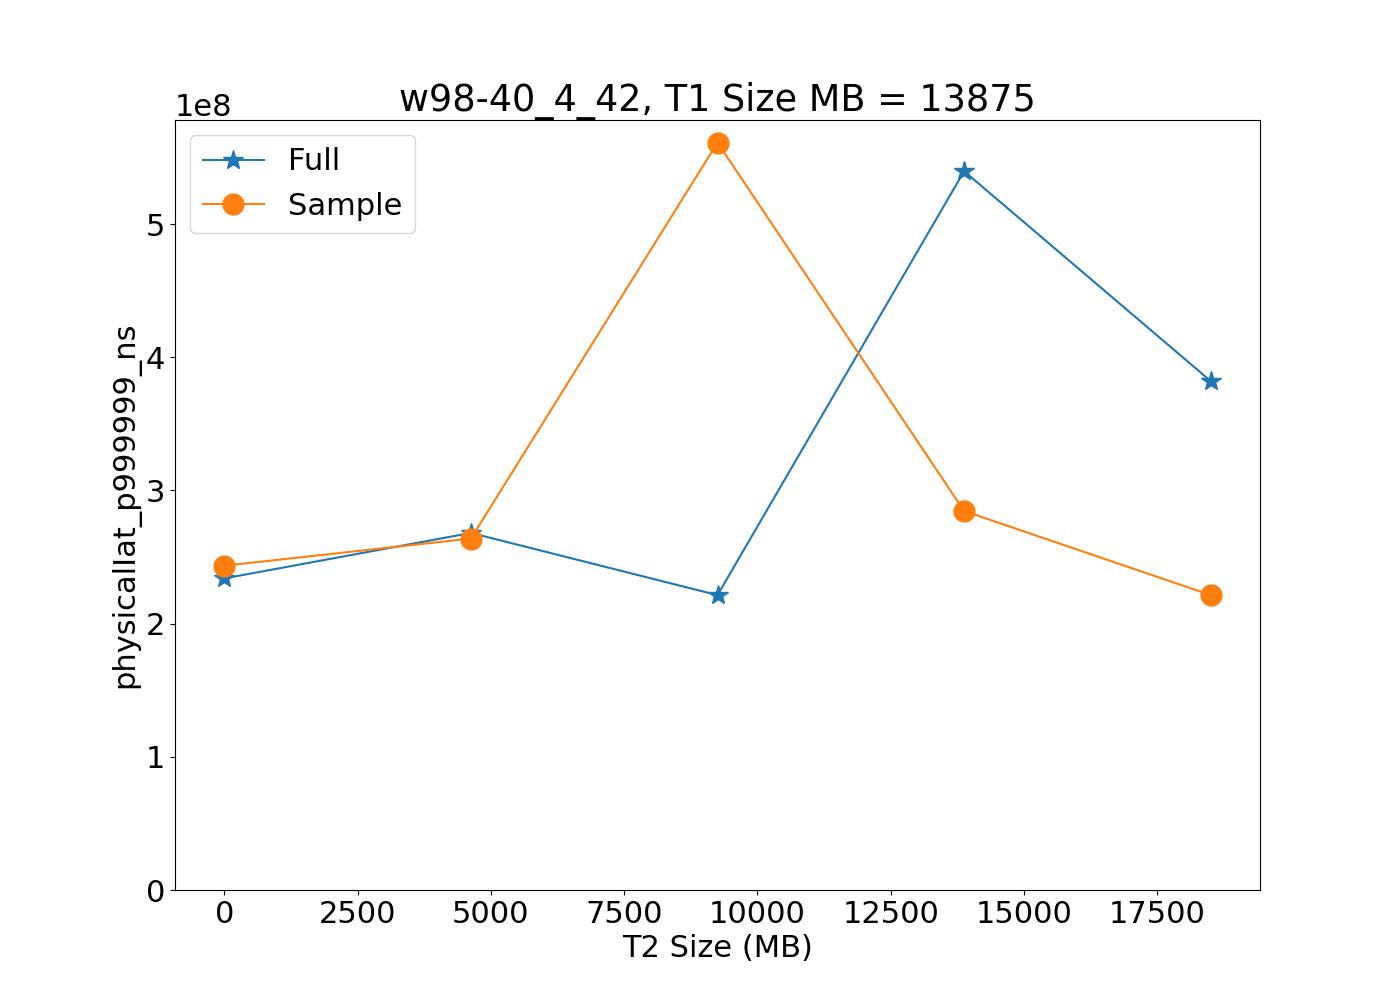 w98-40_4_42, T1 Size MB = 13875
1e8
Full
Sample
physicallat_p999999_ns
5
4
3
2
1
0
0 2500 5000 7500 10000 12500 15000 17500
T2 Size (MB)